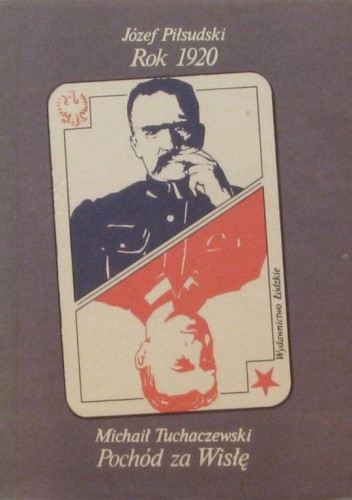 Józef Piłsudski
Rok 1920
Wydawnictwo Łódzkie
Michaił Tuchaczewski
Pochód za Wisłę